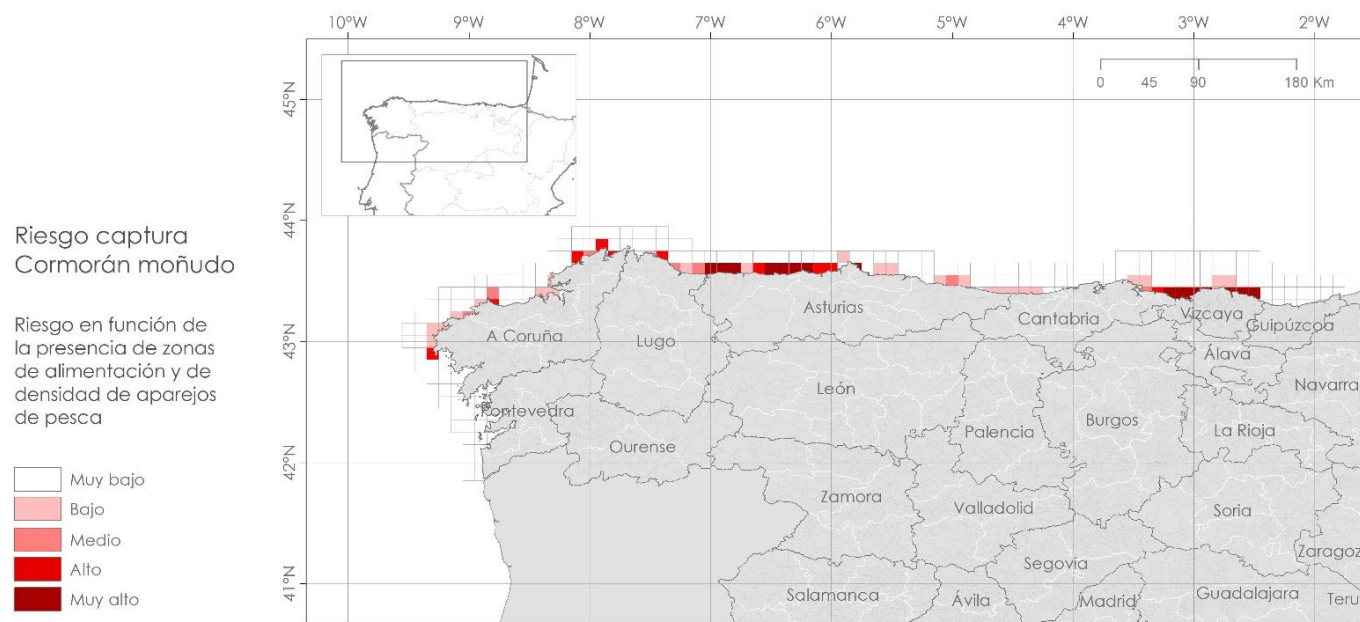 10°W 9°W 8°W 7°W 6°W 5°W 4°W 3°W 2°W
0 45 90 180 Km
45°N
44°N
43°N
42°N
41°N
Riesgo captura
Cormorán moñudo
Riesgo en función de
la presencia de zonas
de alimentación y de
densidad de aparejos
de pesca
Muy bajo
Bajo
Medio
Alto
Muy alto
A Coruña
Lugo
Asturias
Cantabria
Vizcaya
Guipúzcoa
Álava
Navarra
León
Pontevedra
Ourense
Palencia
Burgos
La Rioja
Zamora
Valladolid
Soria
Segovia
Zaragoz
Salamanca
Ávila
Madrid
Guadalajara
Teru